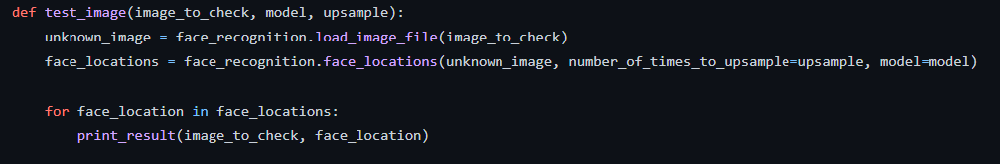 def test_image(image_to_check, model, upsample):
    unknown_image = face_recognition.load_image_file(image_to_check)
    face_locations = face_recognition.face_locations(unknown_image, number_of_times_to_upsample=upsample, model=model)
    for face_location in face_locations:
        print_result(image_to_check, face_location)